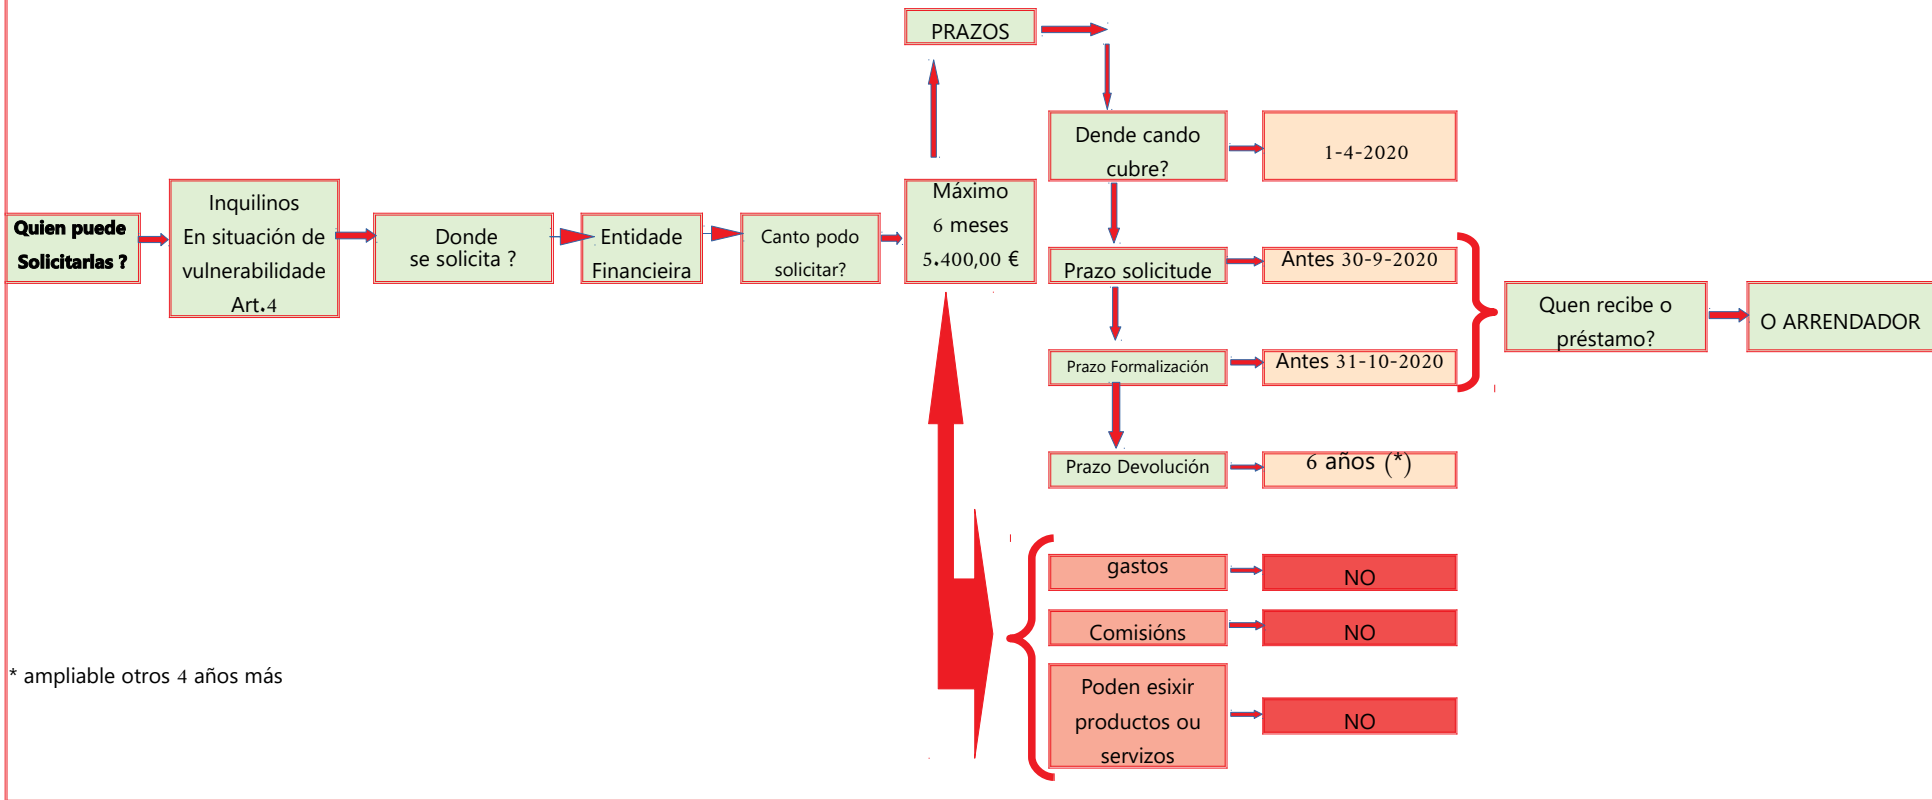 PRAZOS
Dende cando
cubre?
1-4-2020
Quien puede
Solicitarlas ?
Inquilinos
En situación de
vulnerabilidade
Art.4
Donde
se solicita ?
Entidade
Financieira
Canto podo
solicitar?
Máximo
6 meses
5.400,00 €
Prazo solicitude
Antes 30-9-2020
Prazo Formalización
Antes 31-10-2020
Quen recibe o
préstamo?
O ARRENDADOR
Prazo Devolución
6 años (*)
gastos
NO
Comisións
NO
Poden esixir
productos ou
servizos
NO
* ampliable otros 4 años más